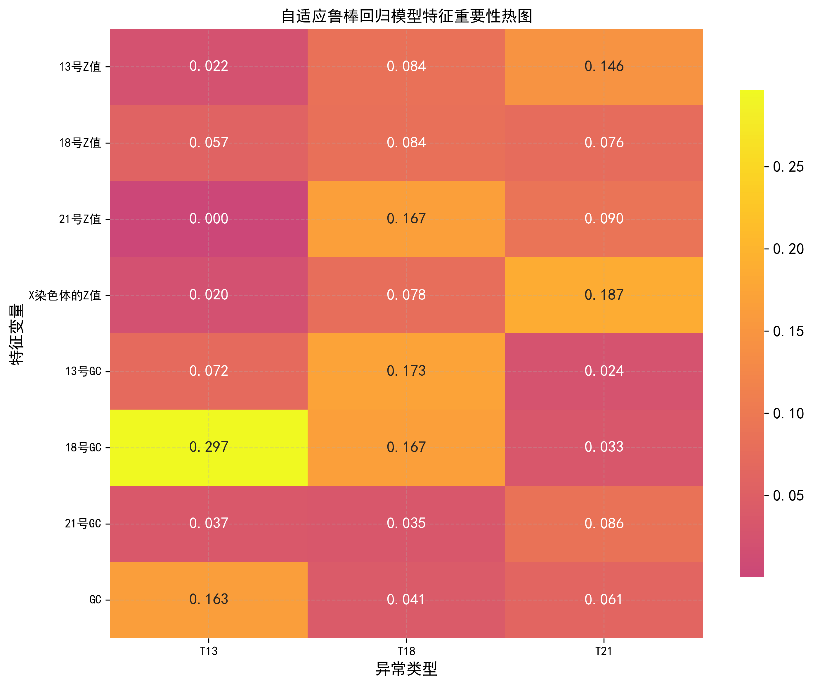 自适应鲁棒回归模型特征重要性热图
13号Z值 0.022 0.084 0.146
18号Z值 0.057 0.084 0.076
21号Z值 0.000 0.167 0.090
X染色体的Z值 0.020 0.078 0.187
13号GC 0.072 0.173 0.024
18号GC 0.297 0.167 0.033
21号GC 0.037 0.035 0.086
GC 0.163 0.041 0.061
T13 T18 T21
异常类型
特征变量
0.25
0.20
0.15
0.10
0.05